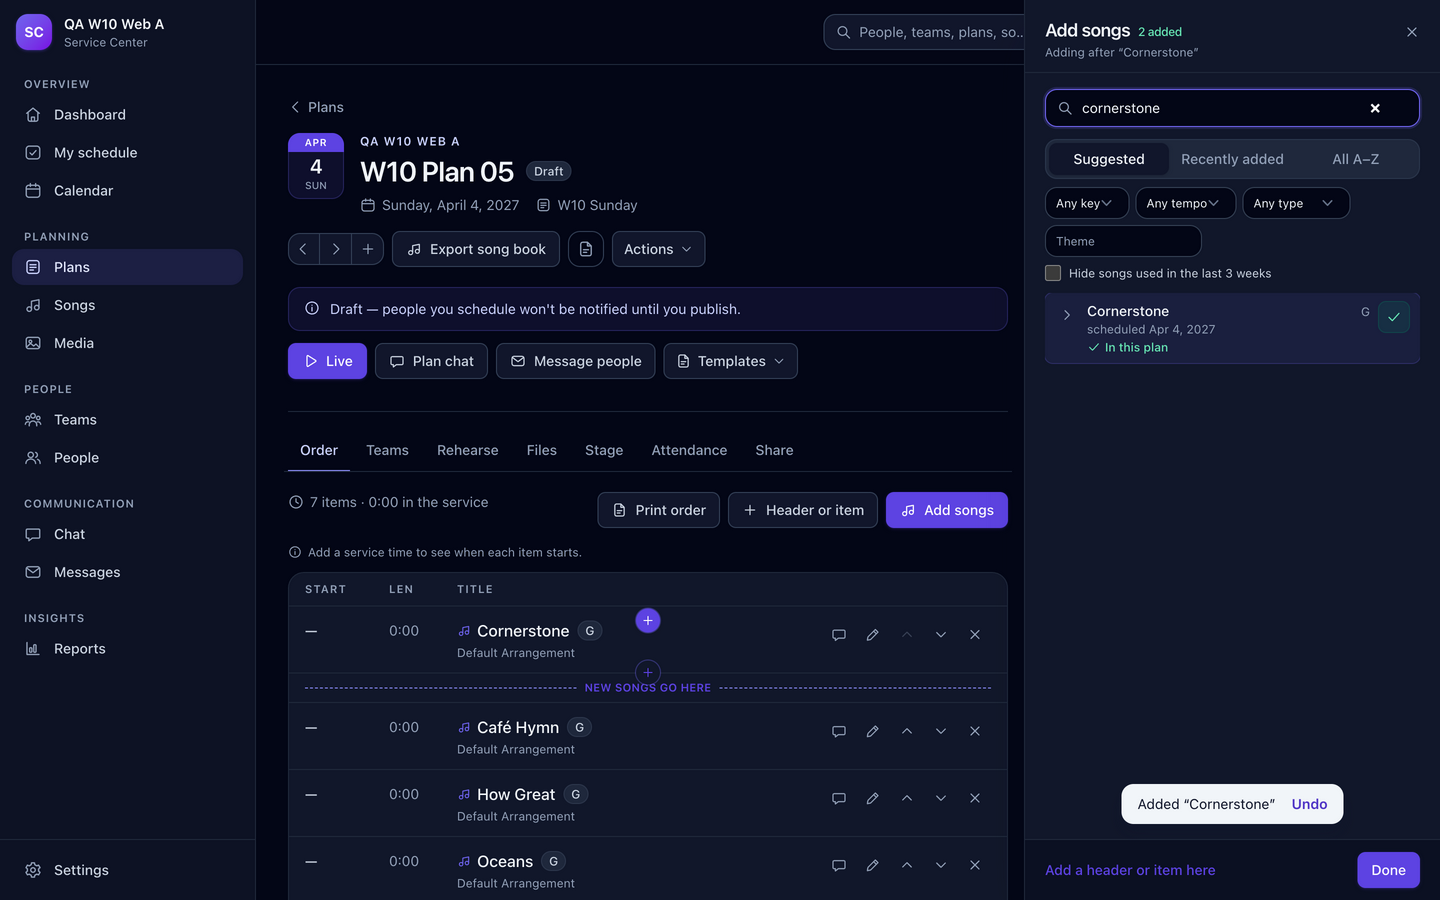 SC
QA W10 Web A
Service Center
OVERVIEW
Dashboard
My schedule
Calendar
PLANNING
Plans
Songs
Media
PEOPLE
Teams
People
COMMUNICATION
Chat
Messages
INSIGHTS
Reports
Settings
People, teams, plans, so...
Plans
APR
4
SUN
QA W10 WEB A
W10 Plan 05 Draft
Sunday, April 4, 2027 W10 Sunday
Export song book Actions
Draft — people you schedule won't be notified until you publish.
Live Plan chat Message people Templates
Order Teams Rehearse Files Stage Attendance Share
7 items · 0:00 in the service
Print order Header or item Add songs
Add a service time to see when each item starts.
START LEN TITLE
— 0:00 Cornerstone G
Default Arrangement
NEW SONGS GO HERE
— 0:00 Café Hymn G
Default Arrangement
— 0:00 How Great G
Default Arrangement
— 0:00 Oceans G
Default Arrangement
Add songs 2 added
Adding after “Cornerstone”
cornerstone
Suggested Recently added All A–Z
Any key Any tempo Any type
Theme
Hide songs used in the last 3 weeks
Cornerstone G
scheduled Apr 4, 2027
In this plan
Added “Cornerstone” Undo
Add a header or item here Done